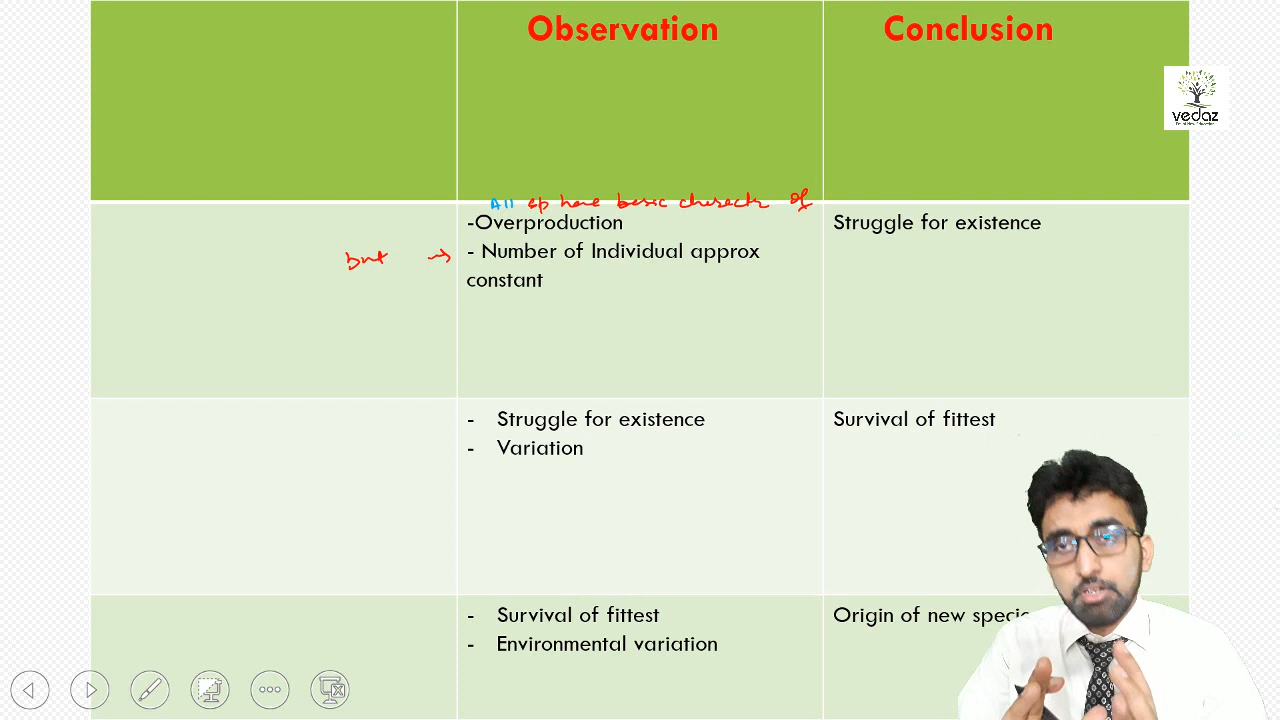 Observation
Conclusion
vedaz
All sp have basic character of
-Overproduction
- Number of Individual approx
constant
Struggle for existence
but →
- Struggle for existence
- Variation
Survival of fittest
- Survival of fittest
- Environmental variation
Origin of new specie